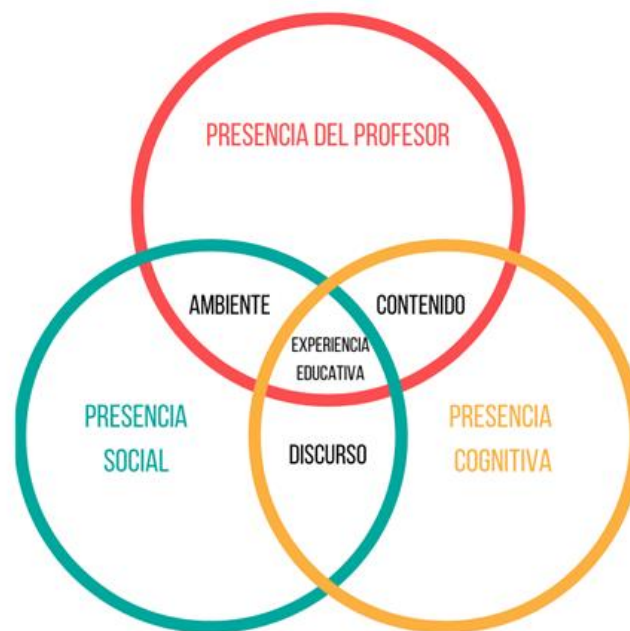 PRESENCIA DEL PROFESOR
AMBIENTE
CONTENIDO
EXPERIENCIA
EDUCATIVA
PRESENCIA
SOCIAL
DISCURSO
PRESENCIA
COGNITIVA